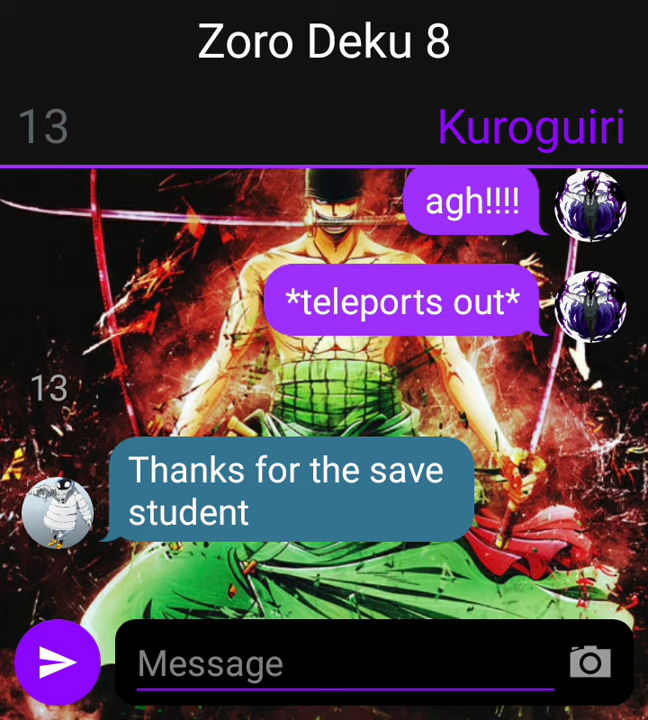 Zoro Deku 8
13
Kuroguiri
agh!!!!
*teleports out*
13
Thanks for the save
student
Message